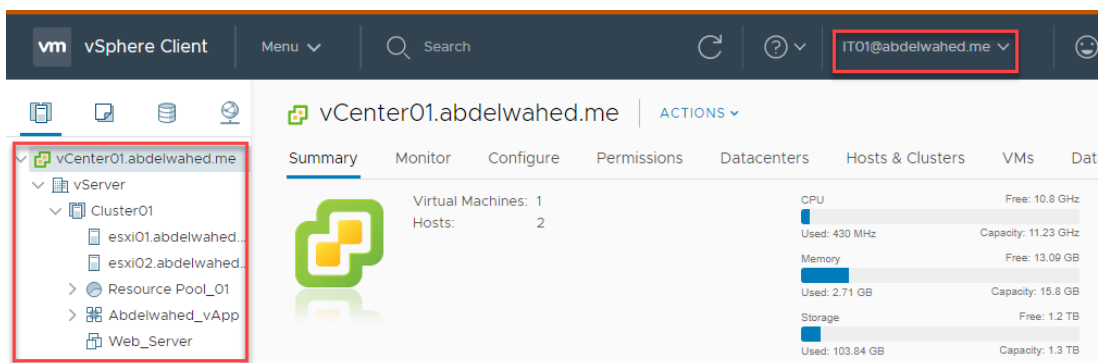 vm vSphere Client Menu Search IT01@abdelwahed.me
vCenter01.abdelwahed.me ACTIONS
vCenter01.abdelwahed.me
vServer
Cluster01
esxi01.abdelwahed...
esxi02.abdelwahed...
Resource Pool_01
Abdelwahed_vApp
Web_Server
Summary Monitor Configure Permissions Datacenters Hosts & Clusters VMs Dat
Virtual Machines: 1
Hosts: 2
CPU Free: 10.8 GHz
Used: 430 MHz Capacity: 11.23 GHz
Memory Free: 13.09 GB
Used: 2.71 GB Capacity: 15.8 GB
Storage Free: 1.2 TB
Used: 103.84 GB Capacity: 1.3 TB